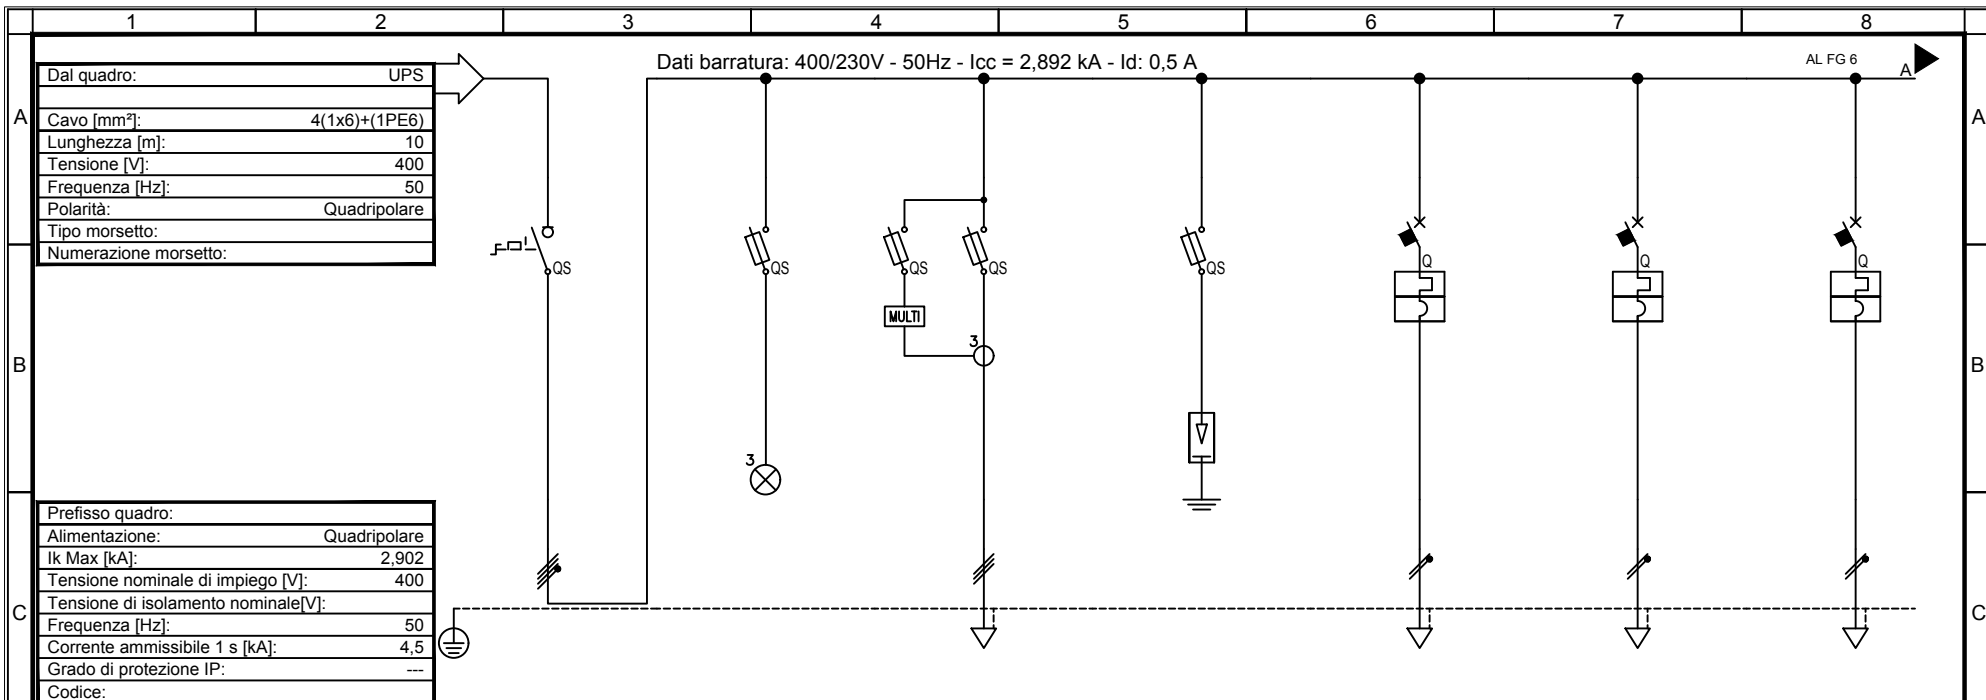 1 2 3 4 5 6 7 8
Dati barratura: 400/230V - 50Hz - Icc = 2,892 kA - Id: 0,5 A
AL FG 6
A
A
A
Dal quadro: UPS
Cavo [mm²]: 4(1x6)+(1PE6)
Lunghezza [m]: 10
Tensione [V]: 400
Frequenza [Hz]: 50
Polarità: Quadripolare
Tipo morsetto:
Numerazione morsetto:
QS
QS
QS
QS
QS
Q
Q
Q
MULTI
3
B
B
3
Prefisso quadro:
Alimentazione: Quadripolare
Ik Max [kA]: 2,902
Tensione nominale di impiego [V]: 400
Tensione di isolamento nominale[V]:
Frequenza [Hz]: 50
Corrente ammissibile 1 s [kA]: 4,5
Grado di protezione IP: ---
Codice:
C
C